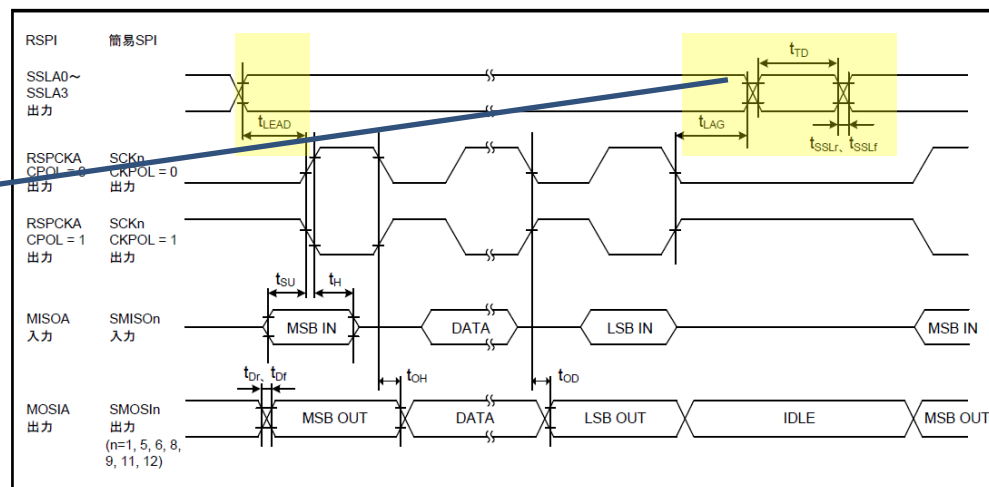 RSPI 簡易SPI
SSLA0～
SSLA3
出力
tTD
tLEAD
tLAG
tSSLr、tSSLf
RSPCKA SCKn
CPOL = 0 CKPOL = 0
出力 出力
RSPCKA SCKn
CPOL = 1 CKPOL = 1
出力 出力
tSU tH
MISOA SMISOn
入力 入力
MSB IN DATA LSB IN MSB IN
tDr、tDf
tOH tOD
MOSIA SMOSIn
出力 出力
(n=1, 5, 6, 8,
9, 11, 12)
MSB OUT DATA LSB OUT IDLE MSB OUT